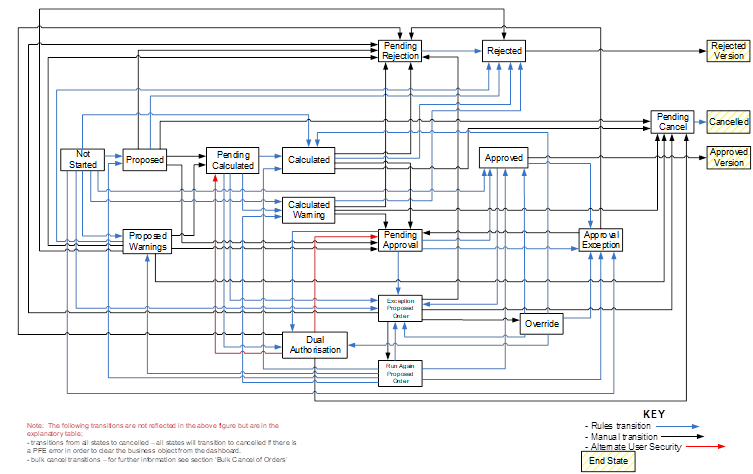 Pending
Rejection
Rejected
Rejected
Version
Pending
Cancel
Cancelled
Not
Started
Proposed
Pending
Calculated
Calculated
Approved
Approved
Version
Calculated
Warning
Proposed
Warnings
Pending
Approval
Approval
Exception
Exception
Proposed
Order
Override
Dual
Authorisation
Run Again
Proposed
Order
KEY
- Rules transition
- Manual transition
- Alternate User Security
End State
Note: The following transitions are not reflected in the above figure but are in the
explanatory table;
- transitions from all states to cancelled – all states will transition to cancelled if there is
a PFE error in order to clear the business object from the dashboard.
- bulk cancel transitions – for further information see section 'Bulk Cancel of Orders'